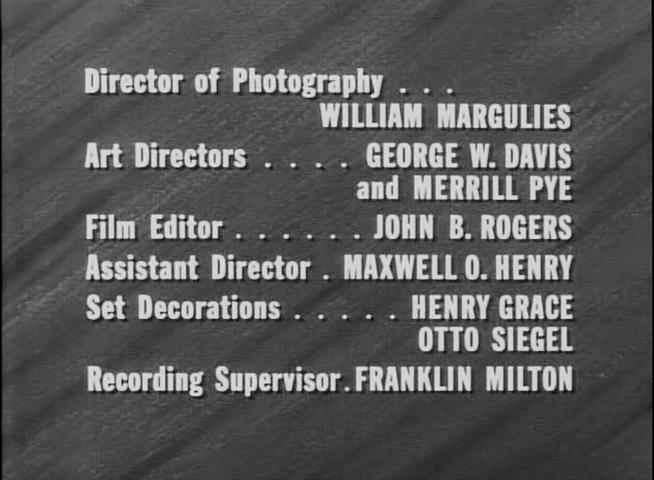 Director of Photography . . .
WILLIAM MARGULIES
Art Directors . . . . GEORGE W. DAVIS
and MERRILL PYE
Film Editor . . . . . . JOHN B. ROGERS
Assistant Director . MAXWELL O. HENRY
Set Decorations . . . . . HENRY GRACE
OTTO SIEGEL
Recording Supervisor . FRANKLIN MILTON